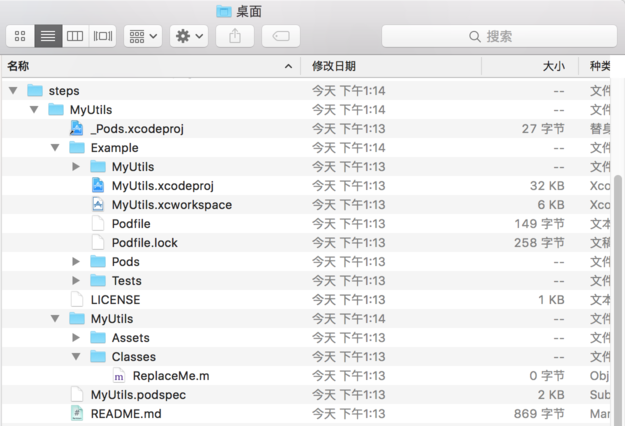 桌面
搜索
名称 修改日期 大小 种类
steps 今天 下午1:14 -- 文件
MyUtils 今天 下午1:14 -- 文件
_Pods.xcodeproj 今天 下午1:13 27 字节 替身
Example 今天 下午1:14 -- 文件
MyUtils 今天 下午1:13 -- 文件
MyUtils.xcodeproj 今天 下午1:13 32 KB Xco
MyUtils.xcworkspace 今天 下午1:13 6 KB Xco
Podfile 今天 下午1:13 149 字节 文本
Podfile.lock 今天 下午1:13 258 字节 文稿
Pods 今天 下午1:13 -- 文件
Tests 今天 下午1:13 -- 文件
LICENSE 今天 下午1:13 1 KB 文本
MyUtils 今天 下午1:14 -- 文件
Assets 今天 下午1:13 -- 文件
Classes 今天 下午1:13 -- 文件
ReplaceMe.m 今天 下午1:13 0 字节 Obj
MyUtils.podspec 今天 下午1:13 2 KB Sub
README.md 今天 下午1:13 869 字节 Mar